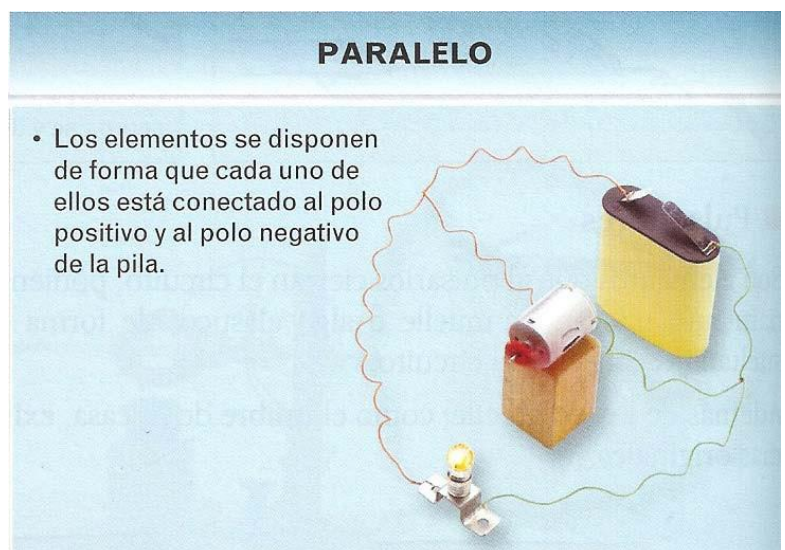 PARALELO
• Los elementos se disponen
de forma que cada uno de
ellos está conectado al polo
positivo y al polo negativo
de la pila.